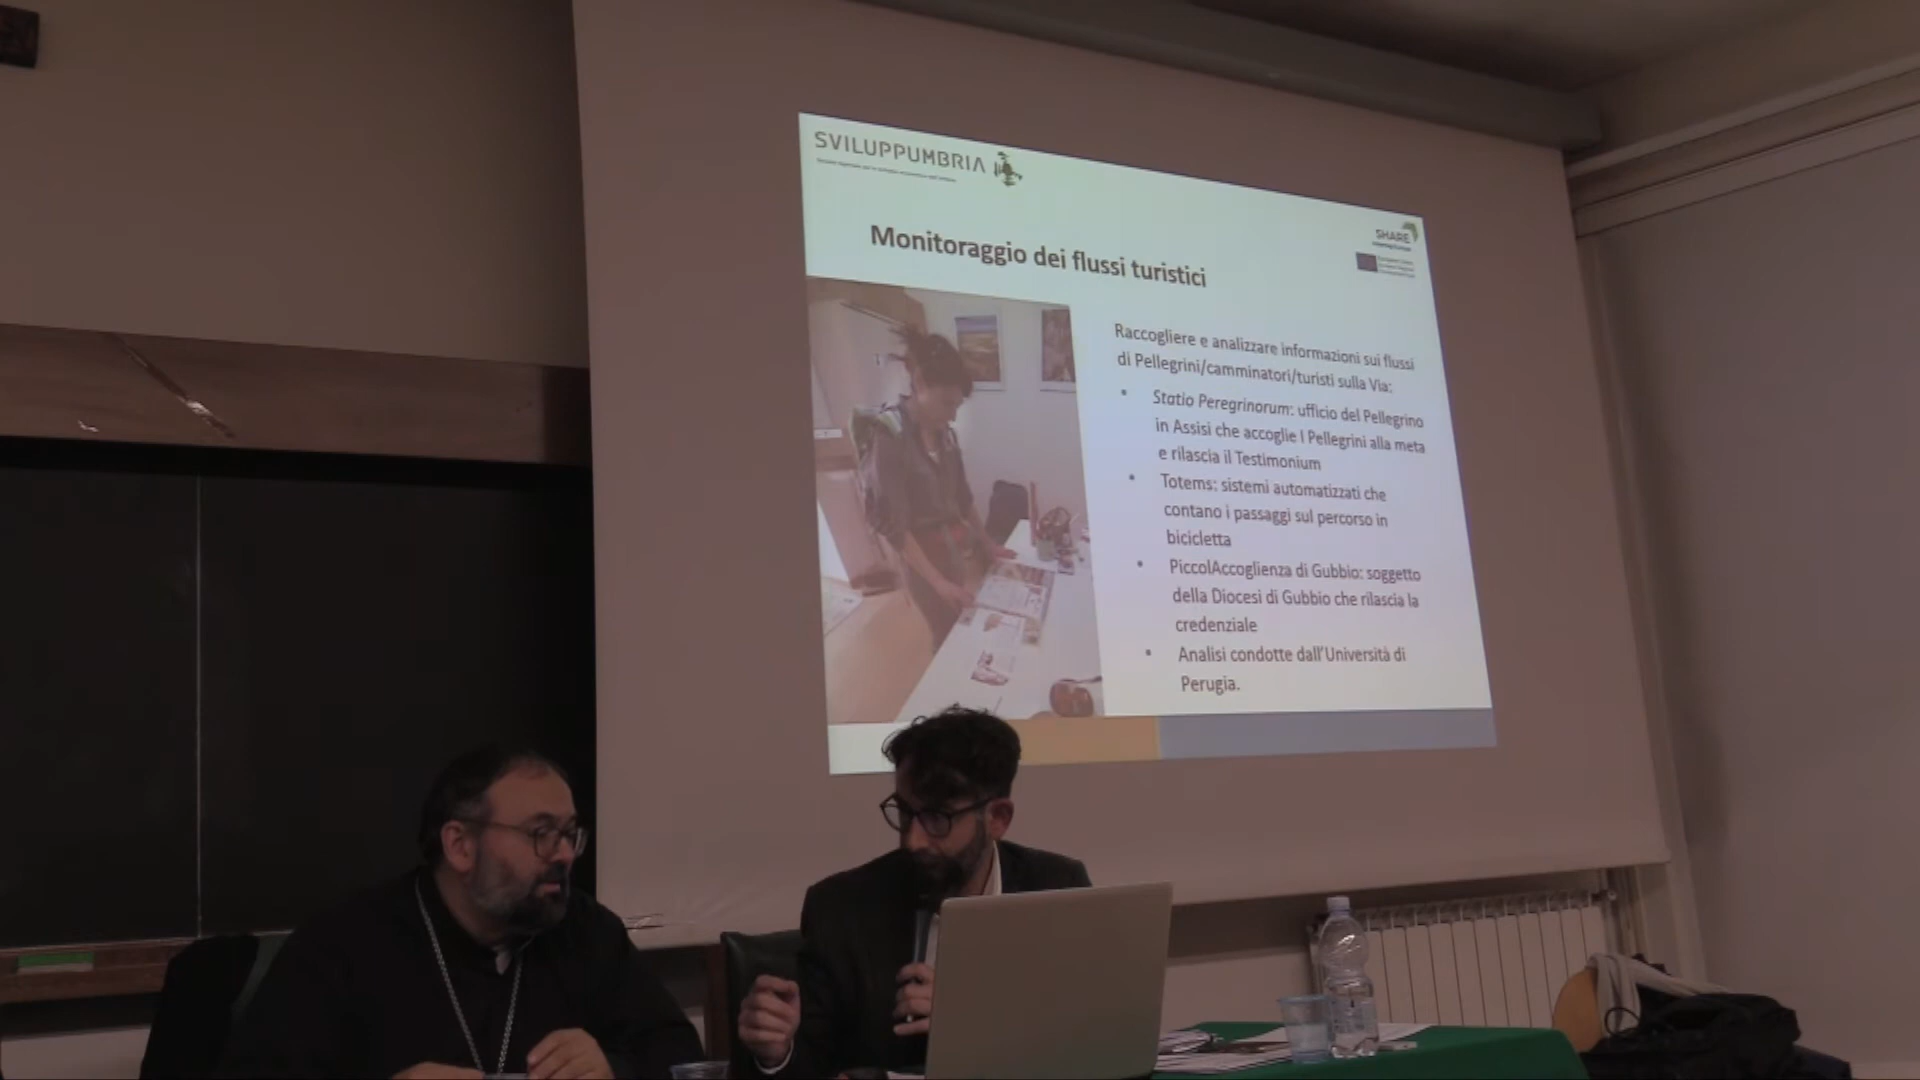 SVILUPPUMBRIA
SHARE
Monitoraggio dei flussi turistici
Raccogliere e analizzare informazioni sui flussi
di Pellegrini/camminatori/turisti sulla Via:
• Statio Peregrinorum: ufficio del Pellegrino
in Assisi che accoglie I Pellegrini alla meta
e rilascia il Testimonium
• Totems: sistemi automatizzati che
contano i passaggi sul percorso in
bicicletta
• PiccolAccoglienza di Gubbio: soggetto
della Diocesi di Gubbio che rilascia la
credenziale
• Analisi condotte dall'Università di
Perugia.